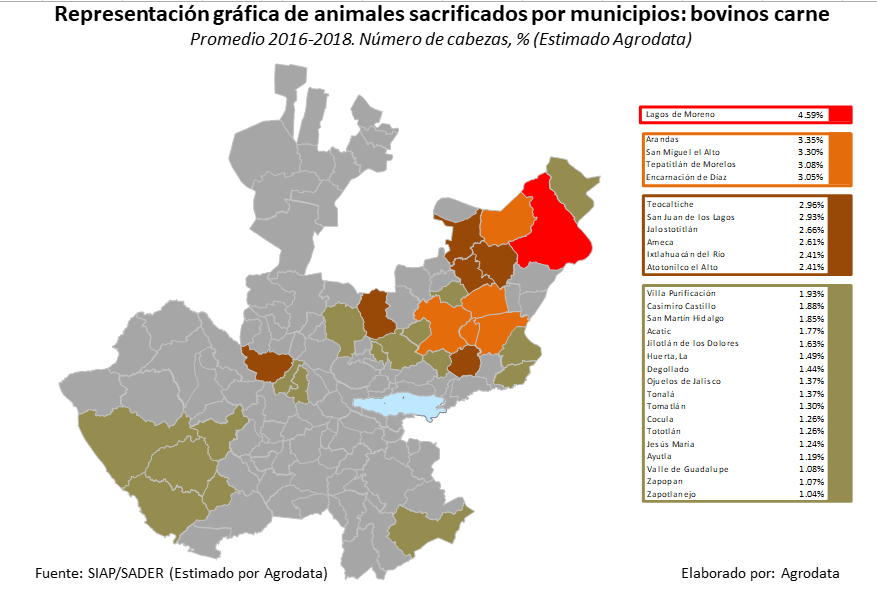 Representación gráfica de animales sacrificados por municipios: bovinos carne
Promedio 2016-2018. Número de cabezas, % (Estimado Agrodata)
Lagos de Moreno 4.59%
Arandas 3.35%
San Miguel el Alto 3.30%
Tepatitlán de Morelos 3.08%
Encarnación de Díaz 3.05%
Teocaltiche 2.96%
San Juan de los Lagos 2.93%
Jalostotitlán 2.66%
Ameca 2.61%
Ixtlahuacán del Río 2.41%
Atotonilco el Alto 2.41%
Villa Purificación 1.93%
Casimiro Castillo 1.88%
San Martín Hidalgo 1.85%
Acatic 1.77%
Jilotlán de los Dolores 1.63%
Huerta, La 1.49%
Degollado 1.44%
Ojuelos de Jalisco 1.37%
Tonalá 1.37%
Tomatlán 1.30%
Cocula 1.26%
Tototlán 1.26%
Jesús María 1.24%
Ayutla 1.19%
Valle de Guadalupe 1.08%
Zapopan 1.07%
Zapotlanejo 1.04%
Fuente: SIAP/SADER (Estimado por Agrodata)
Elaborado por: Agrodata